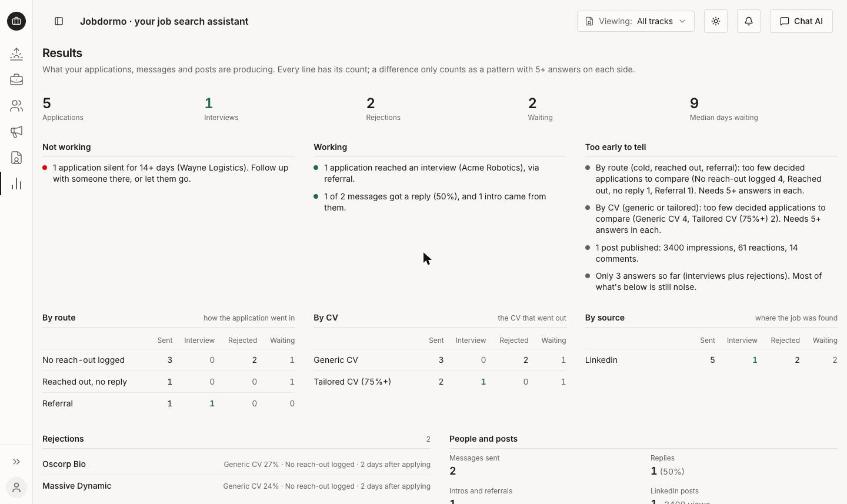 Jobdormo · your job search assistant
Viewing: All tracks
Chat AI
Results
What your applications, messages and posts are producing. Every line has its count; a difference only counts as a pattern with 5+ answers on each side.
5
Applications
1
Interviews
2
Rejections
2
Waiting
9
Median days waiting
Not working
1 application silent for 14+ days (Wayne Logistics). Follow up
with someone there, or let them go.
Working
1 application reached an interview (Acme Robotics), via
referral.
1 of 2 messages got a reply (50%), and 1 intro came from
them.
Too early to tell
By route (cold, reached out, referral): too few decided
applications to compare (No reach-out logged 4, Reached
out, no reply 1, Referral 1). Needs 5+ answers in each.
By CV (generic or tailored): too few decided applications to
compare (Generic CV 4, Tailored CV (75%+) 2). Needs 5+
answers in each.
1 post published: 3400 impressions, 61 reactions, 14
comments.
Only 3 answers so far (interviews plus rejections). Most of
what's below is still noise.
By route how the application went in
Sent Interview Rejected Waiting
No reach-out logged 3 0 2 1
Reached out, no reply 1 0 0 1
Referral 1 1 0 0
By CV the CV that went out
Sent Interview Rejected Waiting
Generic CV 3 0 2 1
Tailored CV (75%+) 2 1 0 1
By source where the job was found
Sent Interview Rejected Waiting
Linkedin 5 1 2 2
Rejections 2
Oscorp Bio Generic CV 27% · No reach-out logged · 2 days after applying
Massive Dynamic Generic CV 24% · No reach-out logged · 2 days after applying
People and posts
Messages sent
2
Replies
1 (50%)
Intros and referrals
LinkedIn posts